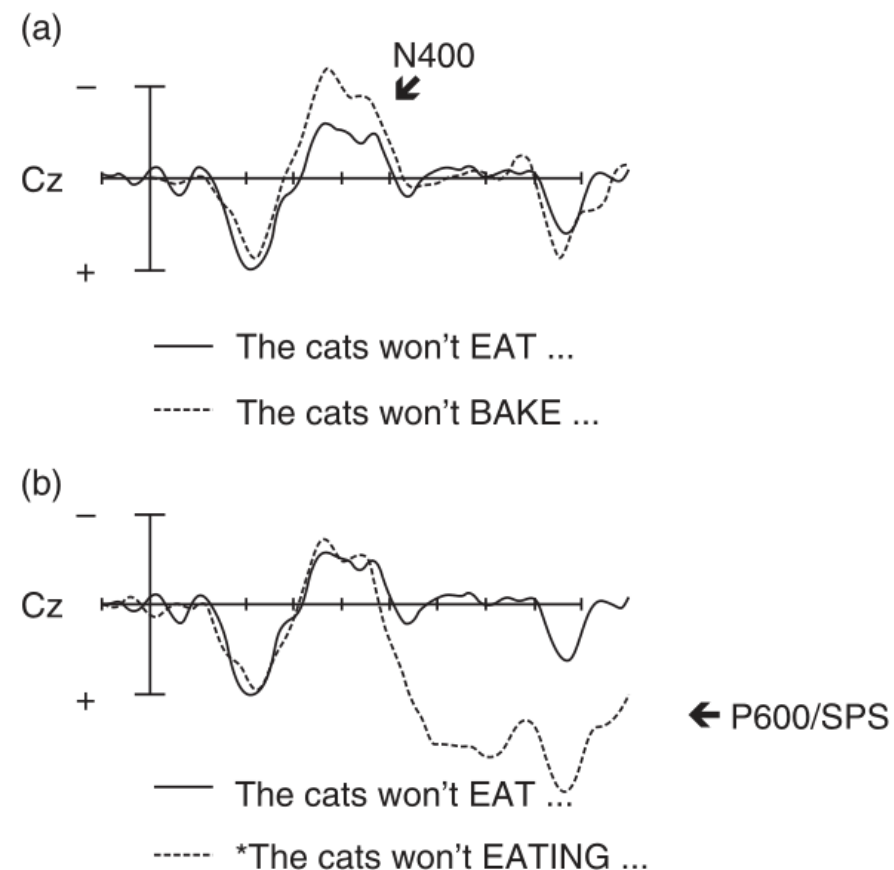 (a)
N400
−
Cz
+
The cats won't EAT ...
The cats won't BAKE ...
(b)
−
Cz
+
P600/SPS
The cats won't EAT ...
*The cats won't EATING ...